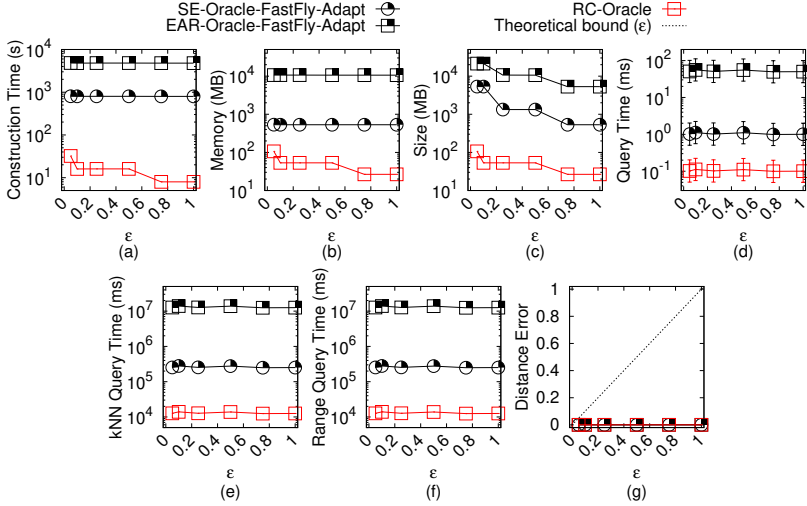 SE-Oracle-FastFly-Adapt
EAR-Oracle-FastFly-Adapt
RC-Oracle
Theoretical bound (ε)
Construction Time (s)
10^4
10^3
10^2
10^1
0 0.2 0.4 0.6 0.8 1
ε
(a)
Memory (MB)
10^4
10^3
10^2
10^1
0 0.2 0.4 0.6 0.8 1
ε
(b)
Size (MB)
10^4
10^3
10^2
10^1
0 0.2 0.4 0.6 0.8 1
ε
(c)
Query Time (ms)
10^2
10^1
10^0
10^-1
0 0.2 0.4 0.6 0.8 1
ε
(d)
kNN Query Time (ms)
10^7
10^6
10^5
10^4
0 0.2 0.4 0.6 0.8 1
ε
(e)
Range Query Time (ms)
10^7
10^6
10^5
10^4
0 0.2 0.4 0.6 0.8 1
ε
(f)
Distance Error
1
0.8
0.6
0.4
0.2
0
0 0.2 0.4 0.6 0.8 1
ε
(g)